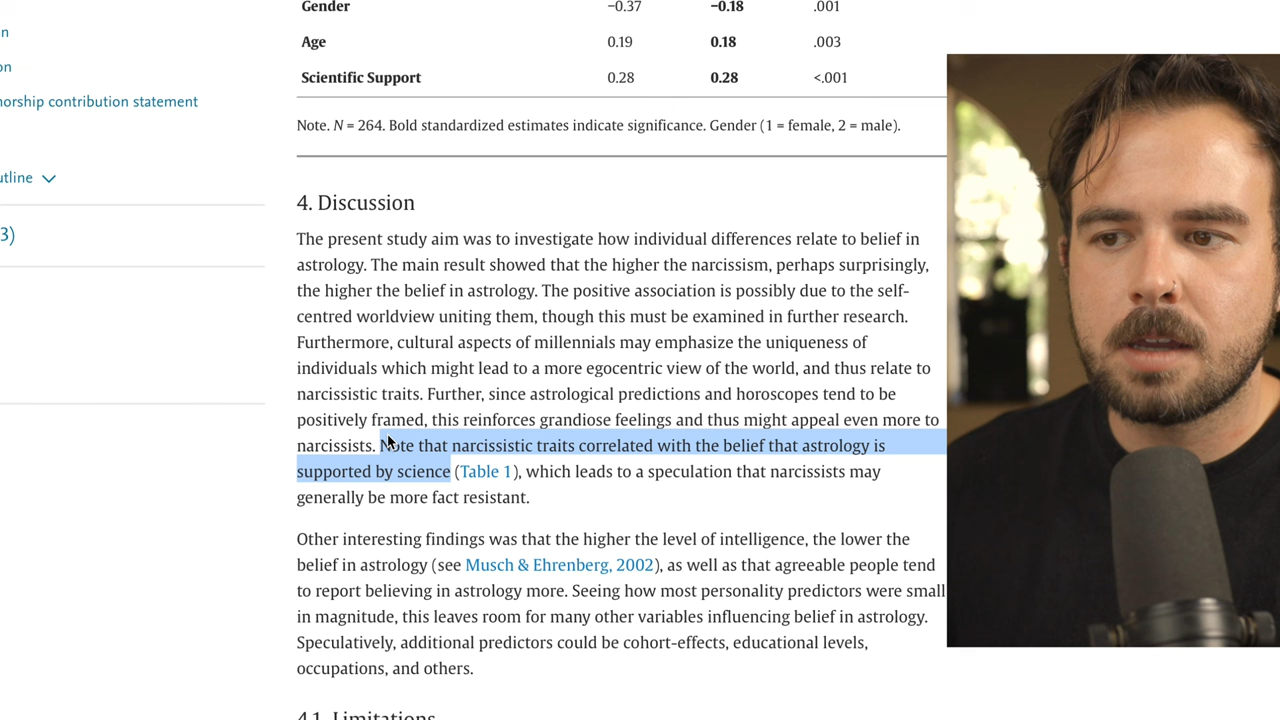 Gender −0.37 −0.18 .001
n
Age 0.19 0.18 .003
on
Scientific Support 0.28 0.28 <.001
norship contribution statement
Note. N = 264. Bold standardized estimates indicate significance. Gender (1 = female, 2 = male).
utline
3)
4. Discussion
The present study aim was to investigate how individual differences relate to belief in
astrology. The main result showed that the higher the narcissism, perhaps surprisingly,
the higher the belief in astrology. The positive association is possibly due to the self-
centred worldview uniting them, though this must be examined in further research.
Furthermore, cultural aspects of millennials may emphasize the uniqueness of
individuals which might lead to a more egocentric view of the world, and thus relate to
narcissistic traits. Further, since astrological predictions and horoscopes tend to be
positively framed, this reinforces grandiose feelings and thus might appeal even more to
narcissists. Note that narcissistic traits correlated with the belief that astrology is
supported by science (Table 1), which leads to a speculation that narcissists may
generally be more fact resistant.
Other interesting findings was that the higher the level of intelligence, the lower the
belief in astrology (see Musch & Ehrenberg, 2002), as well as that agreeable people tend
to report believing in astrology more. Seeing how most personality predictors were small
in magnitude, this leaves room for many other variables influencing belief in astrology.
Speculatively, additional predictors could be cohort-effects, educational levels,
occupations, and others.
4.1. Limitations